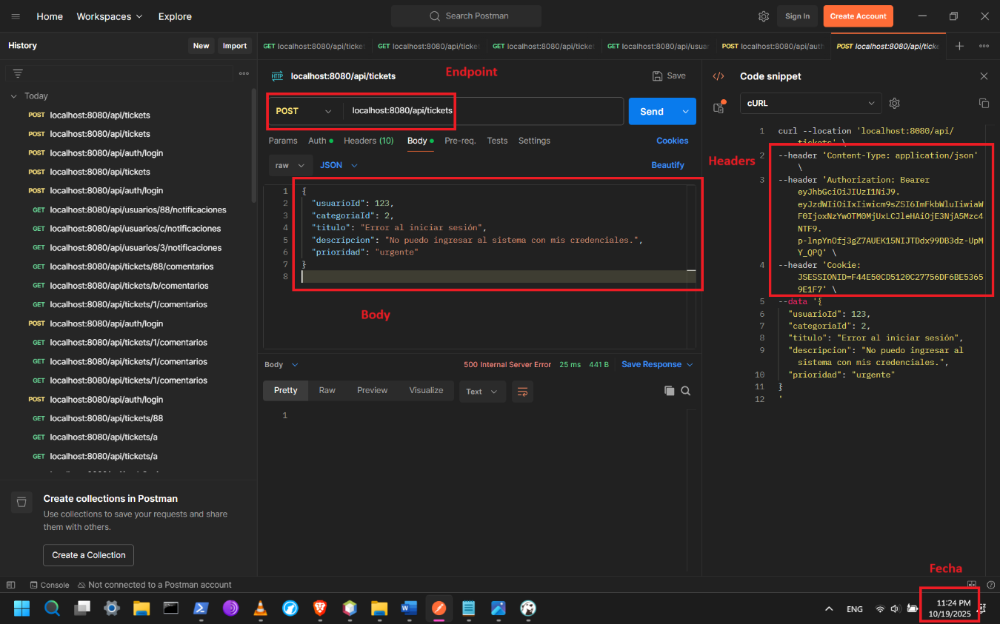 Home
Workspaces
Explore
Search Postman
Sign In
Create Account
History
New
Import
GET localhost:8080/api/ticket
GET localhost:8080/api/ticke
GET localhost:8080/api/ticke
GET localhost:8080/api/usua
POST localhost:8080/api/aut
POST localhost:8080/api/ticke
Today
POST localhost:8080/api/tickets
POST localhost:8080/api/tickets
POST localhost:8080/api/auth/login
POST localhost:8080/api/tickets
POST localhost:8080/api/auth/login
GET localhost:8080/api/usuarios/88/notificaciones
GET localhost:8080/api/usuarios/c/notificaciones
GET localhost:8080/api/usuarios/3/notificaciones
GET localhost:8080/api/tickets/88/comentarios
GET localhost:8080/api/tickets/b/comentarios
GET localhost:8080/api/tickets/1/comentarios
POST localhost:8080/api/auth/login
GET localhost:8080/api/tickets/1/comentarios
GET localhost:8080/api/tickets/1/comentarios
GET localhost:8080/api/tickets/1/comentarios
POST localhost:8080/api/auth/login
GET localhost:8080/api/tickets/88
GET localhost:8080/api/tickets/a
GET localhost:8080/api/tickets/a
Create collections in Postman
Use collections to save your requests and share
them with others.
Create a Collection
HTTP localhost:8080/api/tickets
Endpoint
Save
POST localhost:8080/api/tickets
Send
Params Auth Headers (10) Body Pre-req. Tests Settings
Cookies
raw JSON
Beautify
1 {
2 "usuarioId": 123,
3 "categoriaId": 2,
4 "titulo": "Error al iniciar sesión",
5 "descripcion": "No puedo ingresar al sistema con mis credenciales.",
6 "prioridad": "urgente"
7 }
8
Body
Body 500 Internal Server Error 25 ms 441 B Save Response
Pretty Raw Preview Visualize Text
1
Code snippet
cURL
Headers
1 curl --location 'localhost:8080/api/
tickets' \
2 --header 'Content-Type: application/json'
\
3 --header 'Authorization: Bearer
eyJhbGciOiJIUzI1NiJ9.
eyJzdWIiOiIxIiwicm9sZSI6ImFkbWluIiwiaW
F0IjoxNzYwOTM0MjUxLCJleHAiOjE3NjA5Mzc4
NTF9.
p-lnpYnOfj3gZ7AUEK15NIJTDdx99DB3dz-UpM
Y_QPQ' \
4 --header 'Cookie:
JSESSIONID=F44E50CD5120C27756DF6BE5365
9E1F7' \
5 --data '{
6 "usuarioId": 123,
7 "categoriaId": 2,
8 "titulo": "Error al iniciar sesión",
9 "descripcion": "No puedo ingresar al
sistema con mis credenciales.",
10 "prioridad": "urgente"
11 }
12 '
Fecha
Console
Not connected to a Postman account
ENG
11:24 PM
10/19/2025